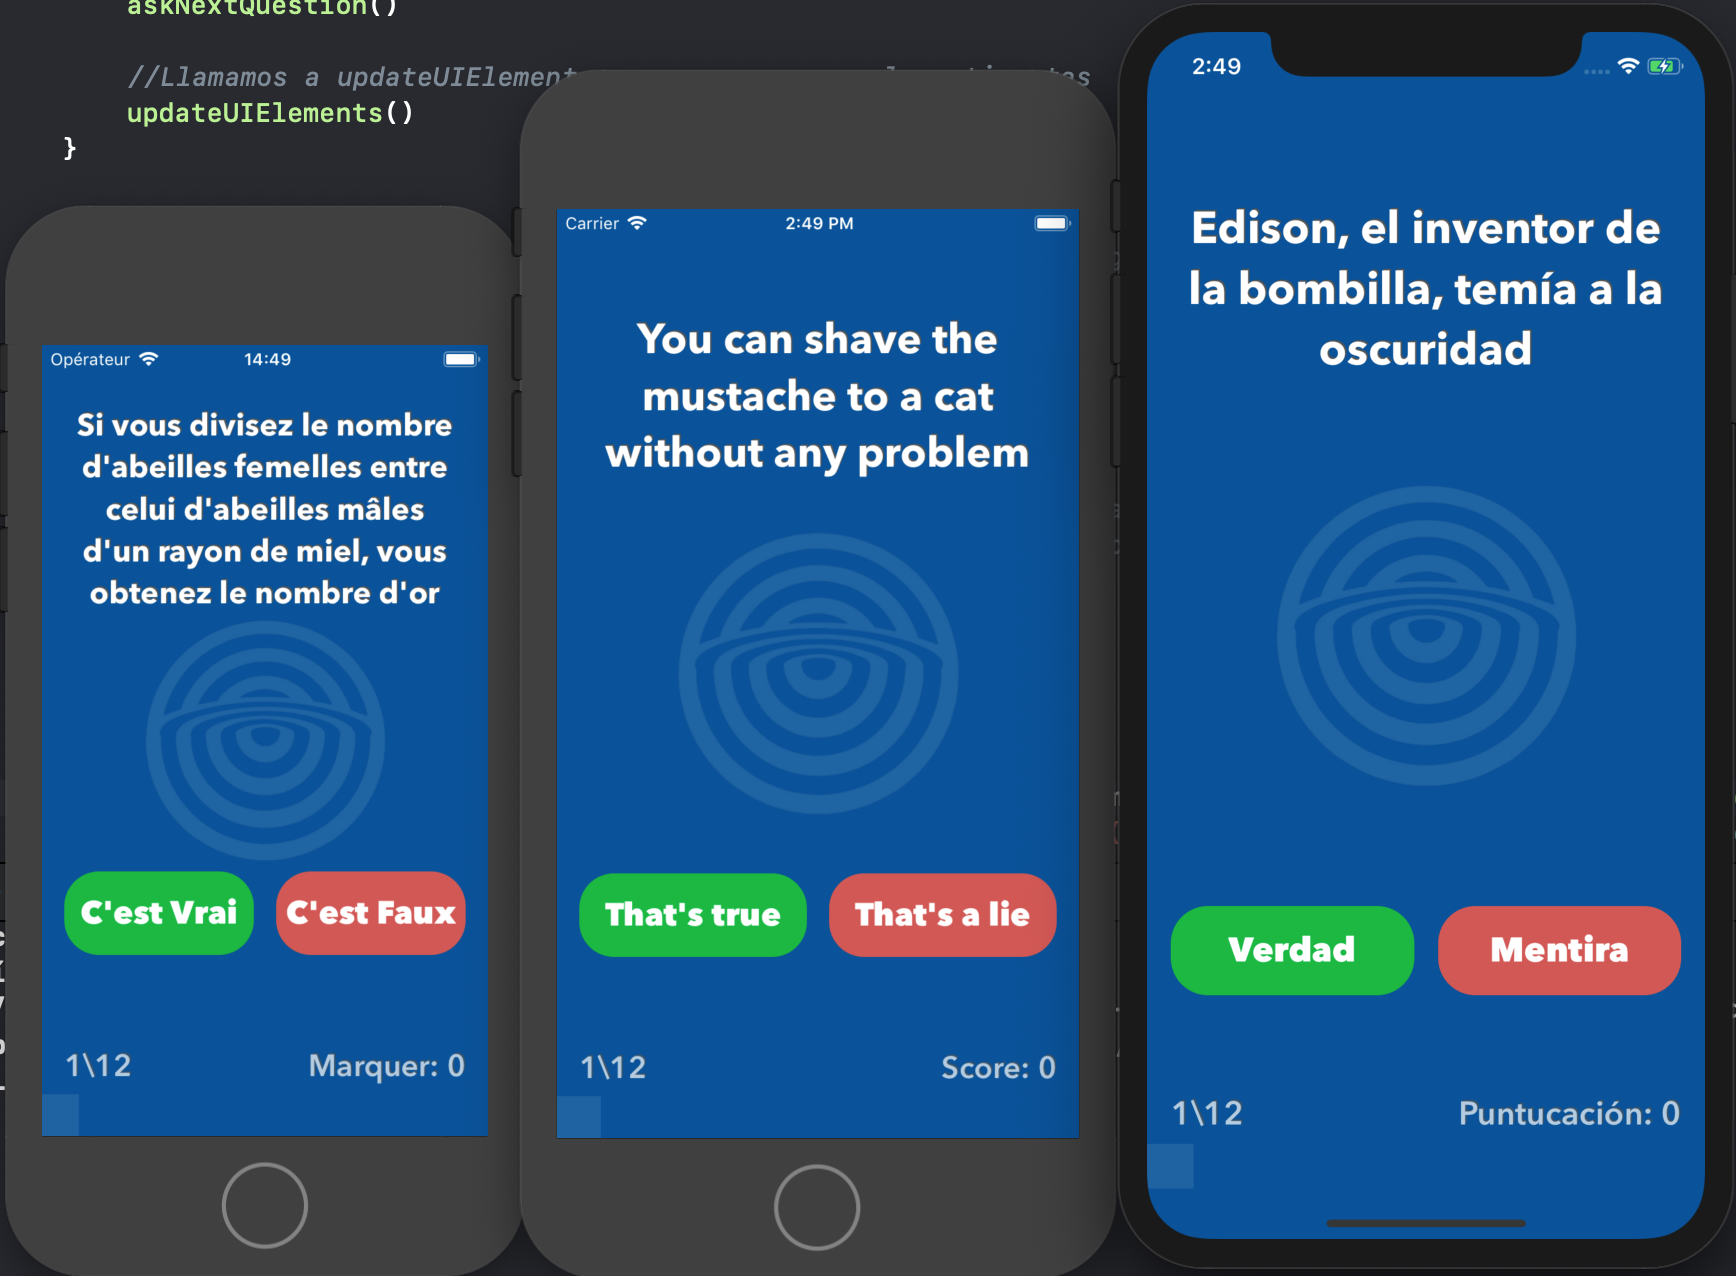 askNextQuestion()
//Llamamos a updateUIElement
updateUIElements()
}
Opérateur 14:49
Si vous divisez le nombre
d'abeilles femelles entre
celui d'abeilles mâles
d'un rayon de miel, vous
obtenez le nombre d'or
C'est Vrai C'est Faux
1\12 Marquer: 0
Carrier 2:49 PM
You can shave the
mustache to a cat
without any problem
That's true That's a lie
1\12 Score: 0
2:49
Edison, el inventor de
la bombilla, temía a la
oscuridad
Verdad Mentira
1\12 Puntucación: 0